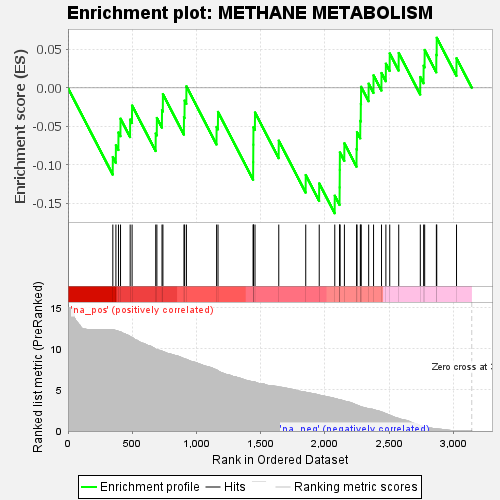 Enrichment plot: METHANE METABOLISM
Enrichment score (ES)
0.05
0.00
-0.05
-0.10
-0.15
'na_pos' (positively correlated)
Ranked list metric (PreRanked)
15
10
5
0
Zero cross at 3
'na_neg' (negatively correlated)
0
500
1,000
1,500
2,000
2,500
3,000
Rank in Ordered Dataset
Enrichment profile
Hits
Ranking metric scores